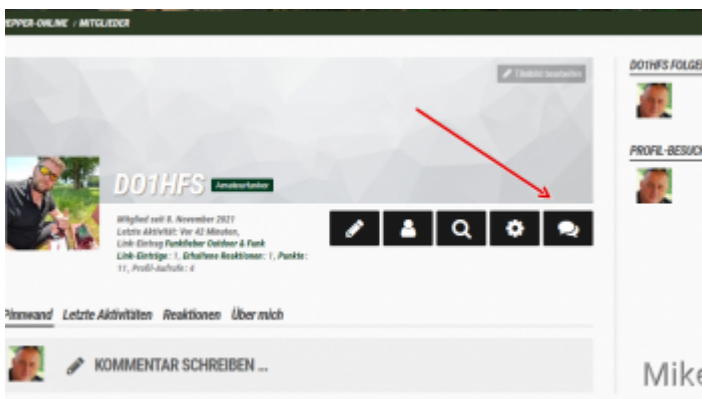 EPPER-ONLINE / MITGLIEDER
Titelbild bearbeiten
DO1HFS FOLGE
PROFIL-BESUCH
DO1HFS Amateurfunker
Mitglied seit 8. November 2021
Letzte Aktivität: Vor 42 Minuten,
Link-Eintrag Funkfieber Outdoor & Funk
Link-Einträge: 1, Erhaltene Reaktionen: 1, Punkte:
11, Profil-Aufrufe: 4
Pinnwand Letzte Aktivitäten Reaktionen Über mich
KOMMENTAR SCHREIBEN ...
Mike